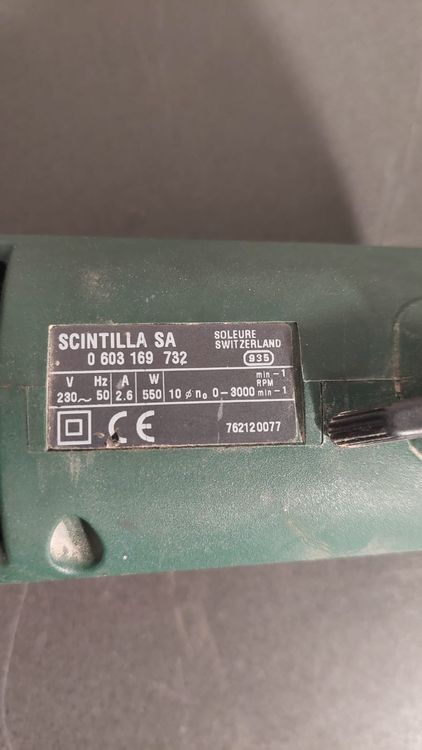 SCINTILLA SA
SOLEURE
SWITZERLAND
0 603 169 732
935
V Hz A W min-1
RPM
230~ 50 2.6 550 10 ø n₀ 0-3000 min-1
CE
762120077